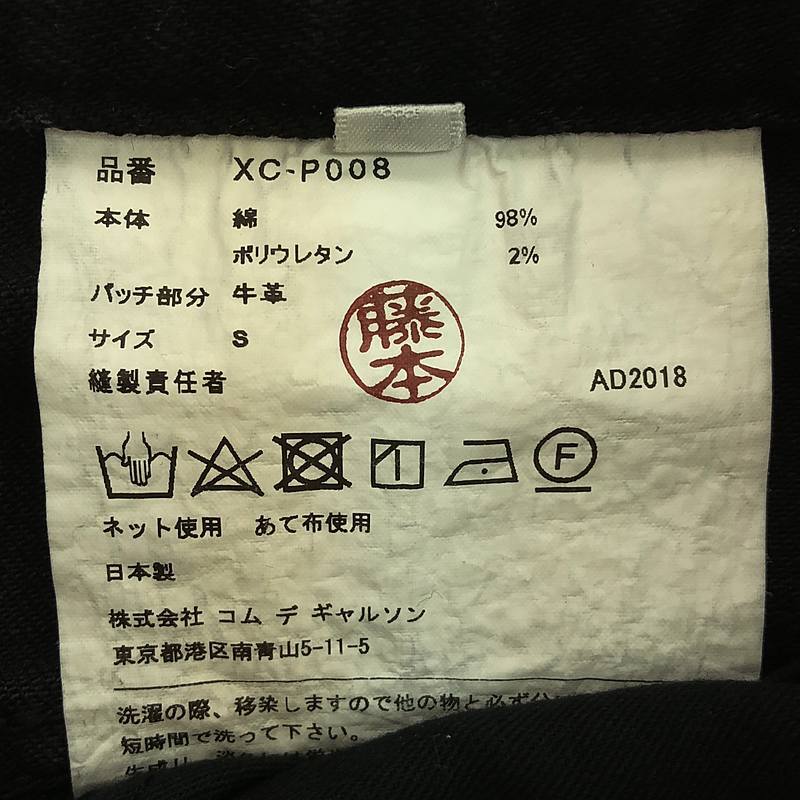 品番 XC-P008
本体 綿 98%
ポリウレタン 2%
パッチ部分 牛革
サイズ S
藤本
縫製責任者 AD2018
F
ネット使用 あて布使用
日本製
株式会社 コム デ ギャルソン
東京都港区南青山5-11-5
洗濯の際、移染しますので他の物と必ず
短時間で洗って下さい。